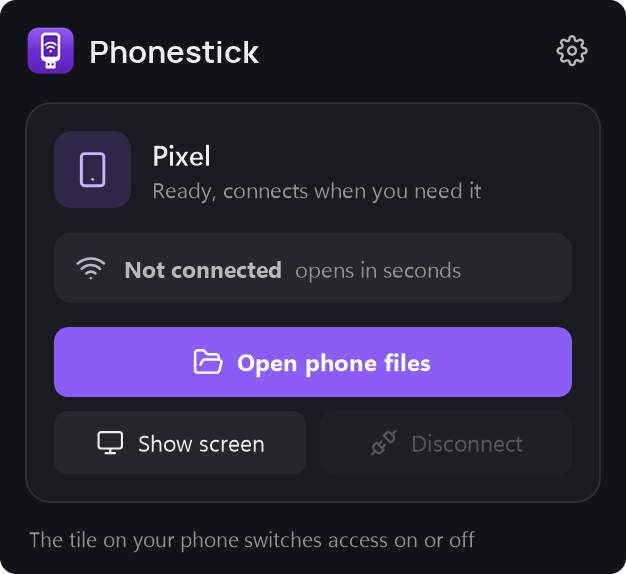 Phonestick
Pixel
Ready, connects when you need it
Not connected opens in seconds
Open phone files
Show screen
Disconnect
The tile on your phone switches access on or off